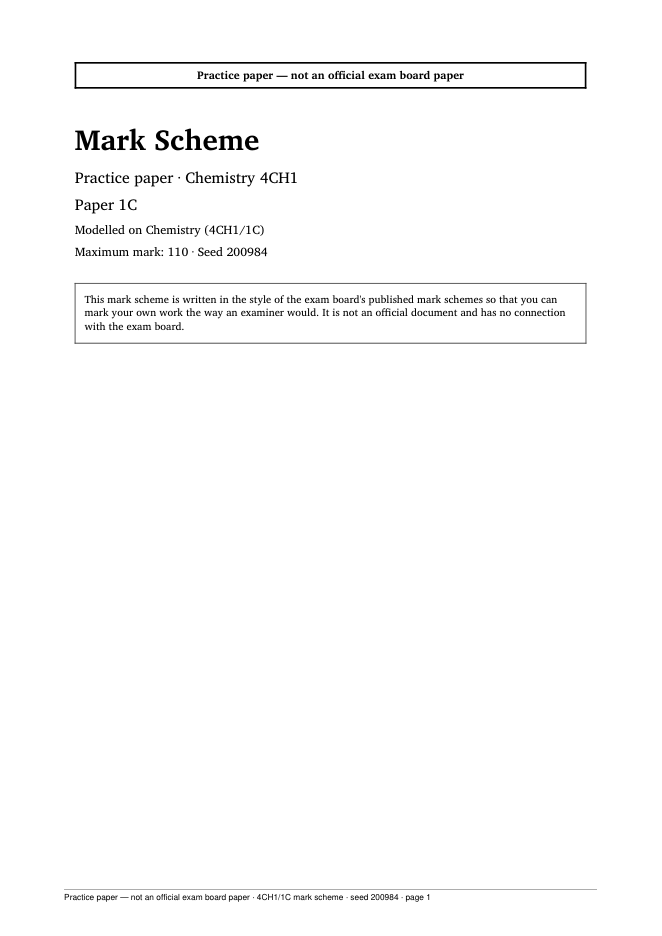 Practice paper — not an official exam board paper
Mark Scheme
Practice paper · Chemistry 4CH1
Paper 1C
Modelled on Chemistry (4CH1/1C)
Maximum mark: 110 · Seed 200984
This mark scheme is written in the style of the exam board's published mark schemes so that you can
mark your own work the way an examiner would. It is not an official document and has no connection
with the exam board.
Practice paper — not an official exam board paper · 4CH1/1C mark scheme · seed 200984 · page 1